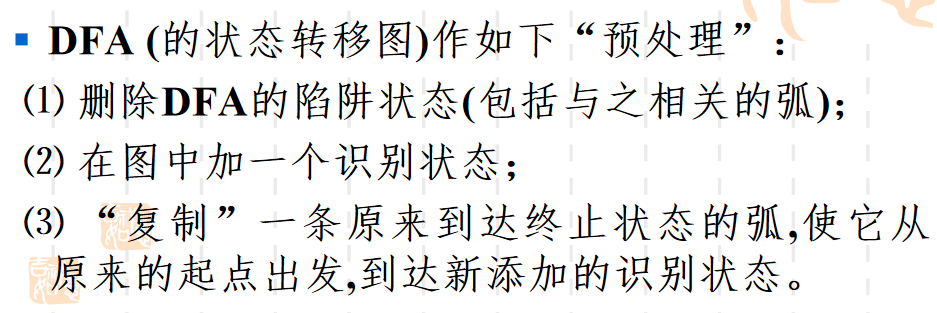 ▪ DFA (的状态转移图)作如下“预处理”：
⑴ 删除DFA的陷阱状态(包括与之相关的弧)；
⑵ 在图中加一个识别状态；
⑶ “复制”一条原来到达终止状态的弧,使它从
原来的起点出发,到达新添加的识别状态。